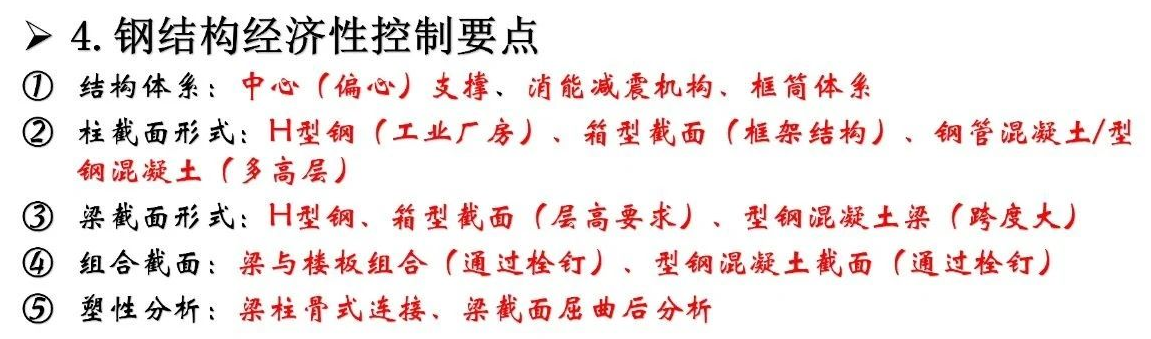 ➢ 4. 钢结构经济性控制要点
① 结构体系：中心（偏心）支撑、消能减震机构、框筒体系
② 柱截面形式：H型钢（工业厂房）、箱型截面（框架结构）、钢管混凝土/型
钢混凝土（多高层）
③ 梁截面形式：H型钢、箱型截面（层高要求）、型钢混凝土梁（跨度大）
④ 组合截面：梁与楼板组合（通过栓钉）、型钢混凝土截面（通过栓钉）
⑤ 塑性分析：梁柱骨式连接、梁截面屈曲后分析